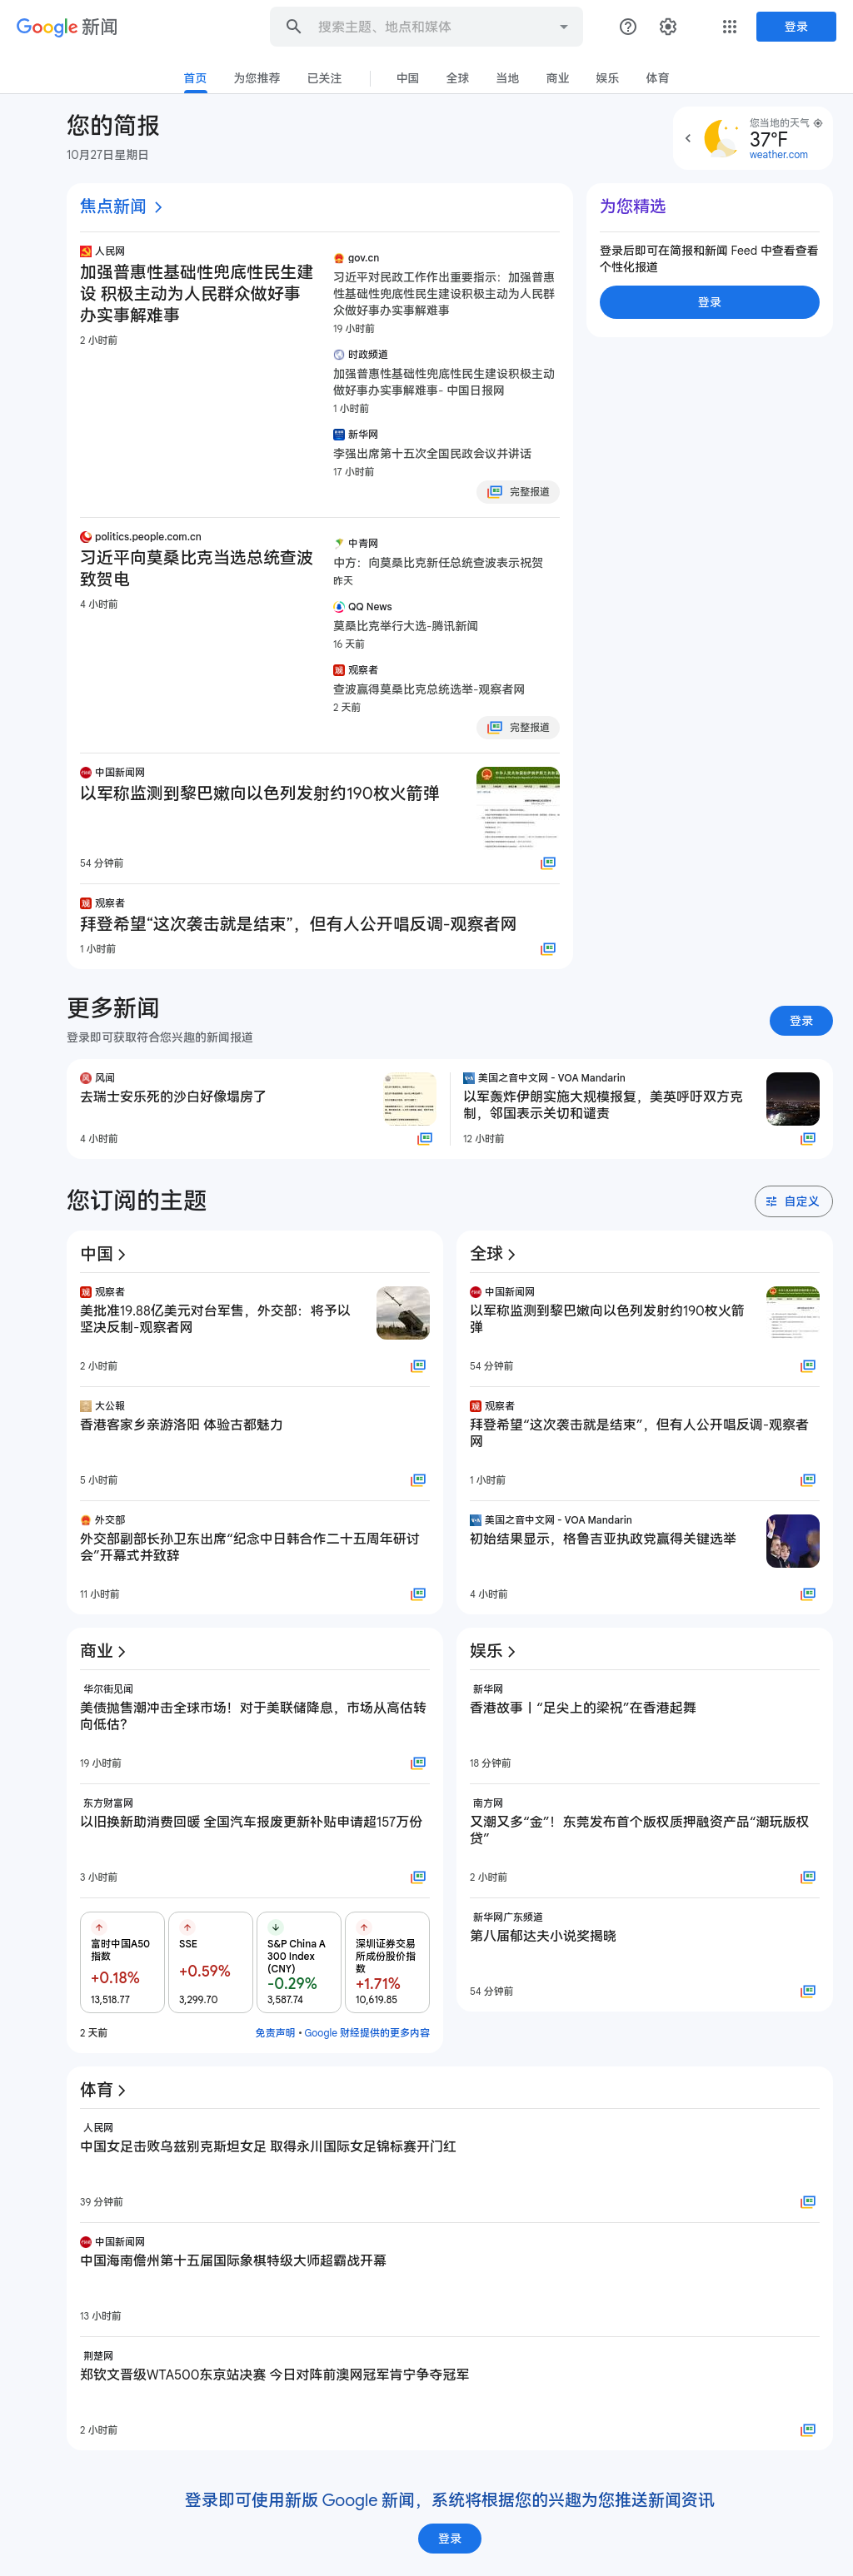 Google 新闻
搜索主题、地点和媒体
登录
首页
为您推荐
已关注
中国
全球
当地
商业
娱乐
体育
您的简报
10月27日星期日
您当地的天气
37°F
weather.com
焦点新闻
人民网
加强普惠性基础性兜底性民生建
设 积极主动为人民群众做好事
办实事解难事
2 小时前
gov.cn
习近平对民政工作作出重要指示：加强普惠
性基础性兜底性民生建设积极主动为人民群
众做好事办实事解难事
19 小时前
时政频道
加强普惠性基础性兜底性民生建设积极主动
做好事办实事解难事- 中国日报网
1 小时前
新华网
李强出席第十五次全国民政会议并讲话
17 小时前
完整报道
politics.people.com.cn
习近平向莫桑比克当选总统查波
致贺电
4 小时前
中青网
中方：向莫桑比克新任总统查波表示祝贺
昨天
QQ News
莫桑比克举行大选-腾讯新闻
16 天前
观察者
查波赢得莫桑比克总统选举-观察者网
2 天前
完整报道
中国新闻网
以军称监测到黎巴嫩向以色列发射约190枚火箭弹
54 分钟前
观察者
拜登希望“这次袭击就是结束”，但有人公开唱反调-观察者网
1 小时前
为您精选
登录后即可在简报和新闻 Feed 中查看查看
个性化报道
登录
更多新闻
登录即可获取符合您兴趣的新闻报道
登录
风闻
去瑞士安乐死的沙白好像塌房了
4 小时前
美国之音中文网 - VOA Mandarin
以军轰炸伊朗实施大规模报复，美英呼吁双方克
制，邻国表示关切和谴责
12 小时前
您订阅的主题
自定义
中国
观察者
美批准19.88亿美元对台军售，外交部：将予以
坚决反制-观察者网
2 小时前
大公報
香港客家乡亲游洛阳 体验古都魅力
5 小时前
外交部
外交部副部长孙卫东出席“纪念中日韩合作二十五周年研讨
会”开幕式并致辞
11 小时前
全球
中国新闻网
以军称监测到黎巴嫩向以色列发射约190枚火箭
弹
54 分钟前
观察者
拜登希望“这次袭击就是结束”，但有人公开唱反调-观察者
网
1 小时前
美国之音中文网 - VOA Mandarin
初始结果显示，格鲁吉亚执政党赢得关键选举
4 小时前
商业
华尔街见闻
美债抛售潮冲击全球市场！对于美联储降息，市场从高估转
向低估？
19 小时前
东方财富网
以旧换新助消费回暖 全国汽车报废更新补贴申请超157万份
3 小时前
富时中国A50
指数
+0.18%
13,518.77
SSE
+0.59%
3,299.70
S&P China A
300 Index
(CNY)
-0.29%
3,587.74
深圳证券交易
所成份股价指
数
+1.71%
10,619.85
2 天前
免责声明 • Google 财经提供的更多内容
娱乐
新华网
香港故事丨“足尖上的梁祝”在香港起舞
18 分钟前
南方网
又潮又多“金”！东莞发布首个版权质押融资产品“潮玩版权
贷”
2 小时前
新华网广东频道
第八届郁达夫小说奖揭晓
54 分钟前
体育
人民网
中国女足击败乌兹别克斯坦女足 取得永川国际女足锦标赛开门红
39 分钟前
中国新闻网
中国海南儋州第十五届国际象棋特级大师超霸战开幕
13 小时前
荆楚网
郑钦文晋级WTA500东京站决赛 今日对阵前澳网冠军肯宁争夺冠军
2 小时前
登录即可使用新版 Google 新闻，系统将根据您的兴趣为您推送新闻资讯
登录